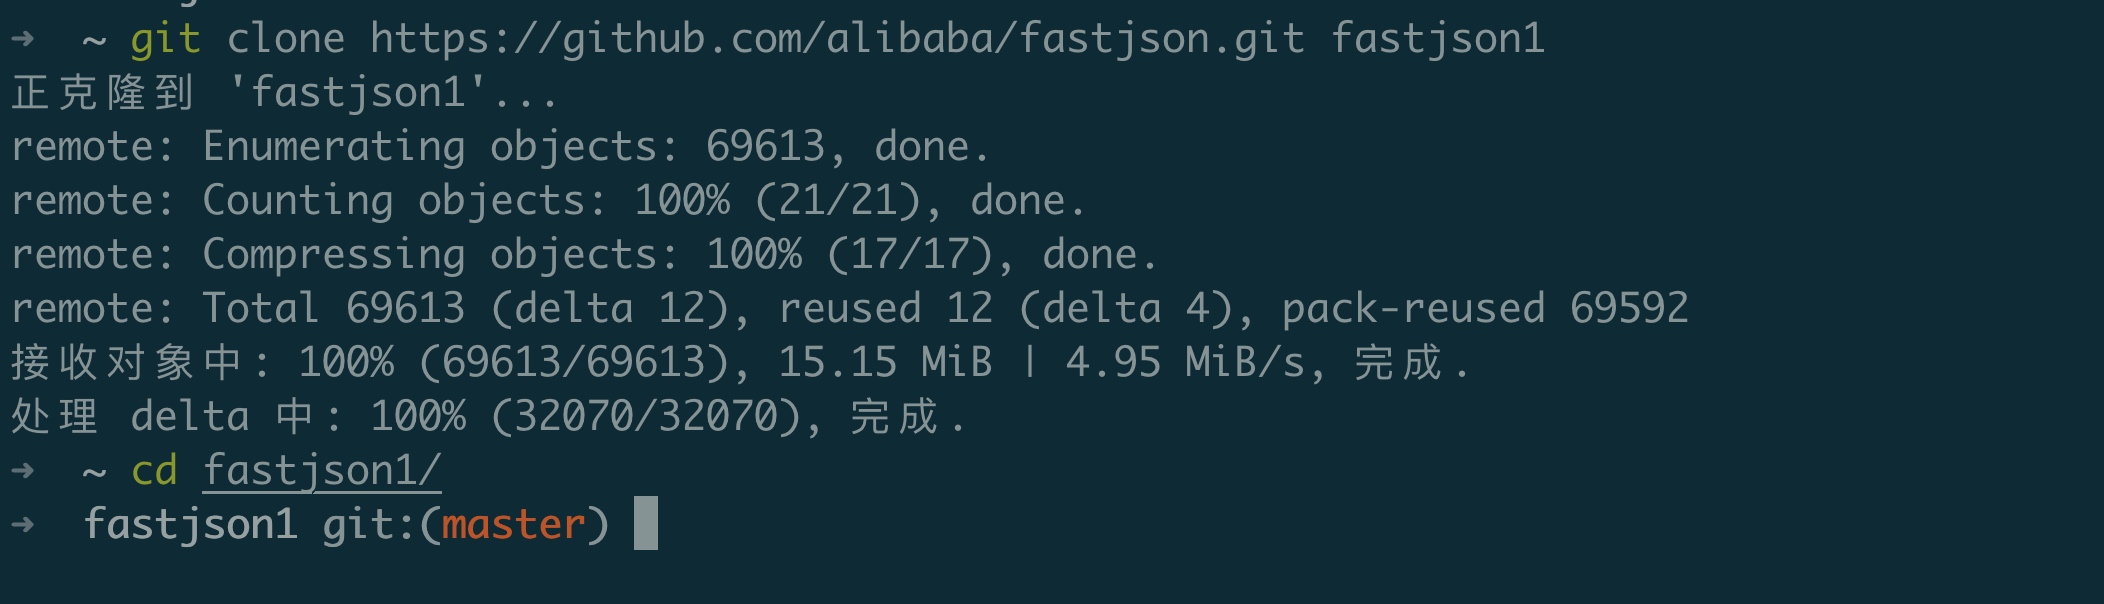 ➜  ~ git clone https://github.com/alibaba/fastjson.git fastjson1
正克隆到 'fastjson1'...
remote: Enumerating objects: 69613, done.
remote: Counting objects: 100% (21/21), done.
remote: Compressing objects: 100% (17/17), done.
remote: Total 69613 (delta 12), reused 12 (delta 4), pack-reused 69592
接收对象中: 100% (69613/69613), 15.15 MiB | 4.95 MiB/s, 完成.
处理 delta 中: 100% (32070/32070), 完成.
➜  ~ cd fastjson1/
➜  fastjson1 git:(master)